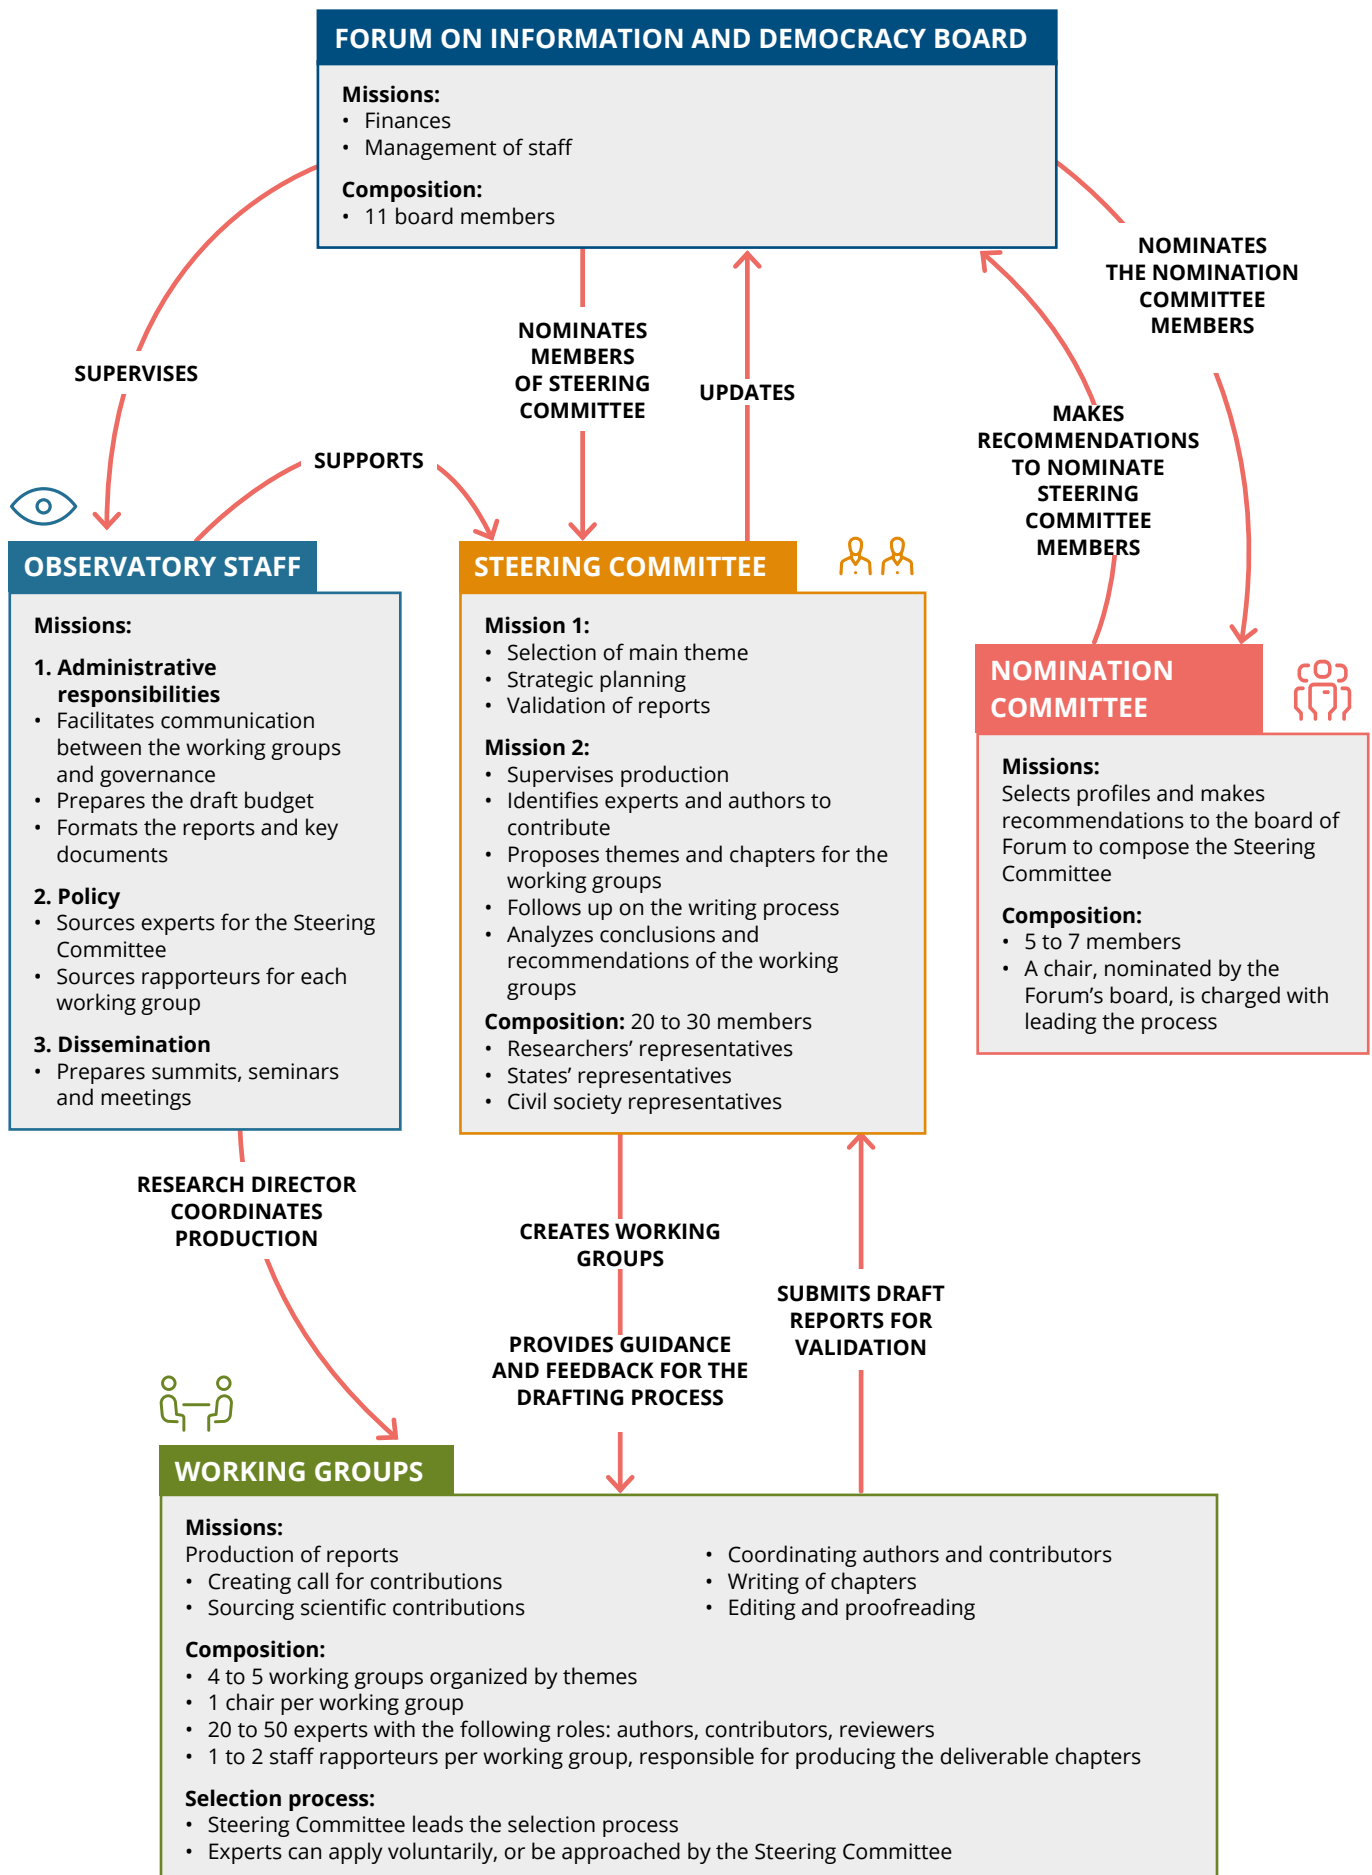 FORUM ON INFORMATION AND DEMOCRACY BOARD
Missions:
• Finances
• Management of staff
Composition:
• 11 board members
SUPERVISES
SUPPORTS
NOMINATES
MEMBERS
OF STEERING
COMMITTEE
UPDATES
MAKES
RECOMMENDATIONS
TO NOMINATE
STEERING
COMMITTEE
MEMBERS
NOMINATES
THE NOMINATION
COMMITTEE
MEMBERS
OBSERVATORY STAFF
Missions:
1. Administrative
responsibilities
• Facilitates communication
between the working groups
and governance
• Prepares the draft budget
• Formats the reports and key
documents
2. Policy
• Sources experts for the Steering
Committee
• Sources rapporteurs for each
working group
3. Dissemination
• Prepares summits, seminars
and meetings
STEERING COMMITTEE
Mission 1:
• Selection of main theme
• Strategic planning
• Validation of reports
Mission 2:
• Supervises production
• Identifies experts and authors to
contribute
• Proposes themes and chapters for the
working groups
• Follows up on the writing process
• Analyzes conclusions and
recommendations of the working
groups
Composition: 20 to 30 members
• Researchers’ representatives
• States’ representatives
• Civil society representatives
NOMINATION
COMMITTEE
Missions:
Selects profiles and makes
recommendations to the board of
Forum to compose the Steering
Committee
Composition:
• 5 to 7 members
• A chair, nominated by the
Forum’s board, is charged with
leading the process
RESEARCH DIRECTOR
COORDINATES
PRODUCTION
CREATES WORKING
GROUPS
PROVIDES GUIDANCE
AND FEEDBACK FOR THE
DRAFTING PROCESS
SUBMITS DRAFT
REPORTS FOR
VALIDATION
WORKING GROUPS
Missions:
Production of reports
• Creating call for contributions
• Sourcing scientific contributions
• Coordinating authors and contributors
• Writing of chapters
• Editing and proofreading
Composition:
• 4 to 5 working groups organized by themes
• 1 chair per working group
• 20 to 50 experts with the following roles: authors, contributors, reviewers
• 1 to 2 staff rapporteurs per working group, responsible for producing the deliverable chapters
Selection process:
• Steering Committee leads the selection process
• Experts can apply voluntarily, or be approached by the Steering Committee